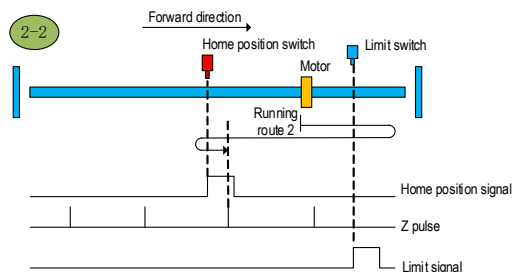 2-2
Forward direction
Home position switch
Limit switch
Motor
Running
route 2
Home position signal
Z pulse
Limit signal